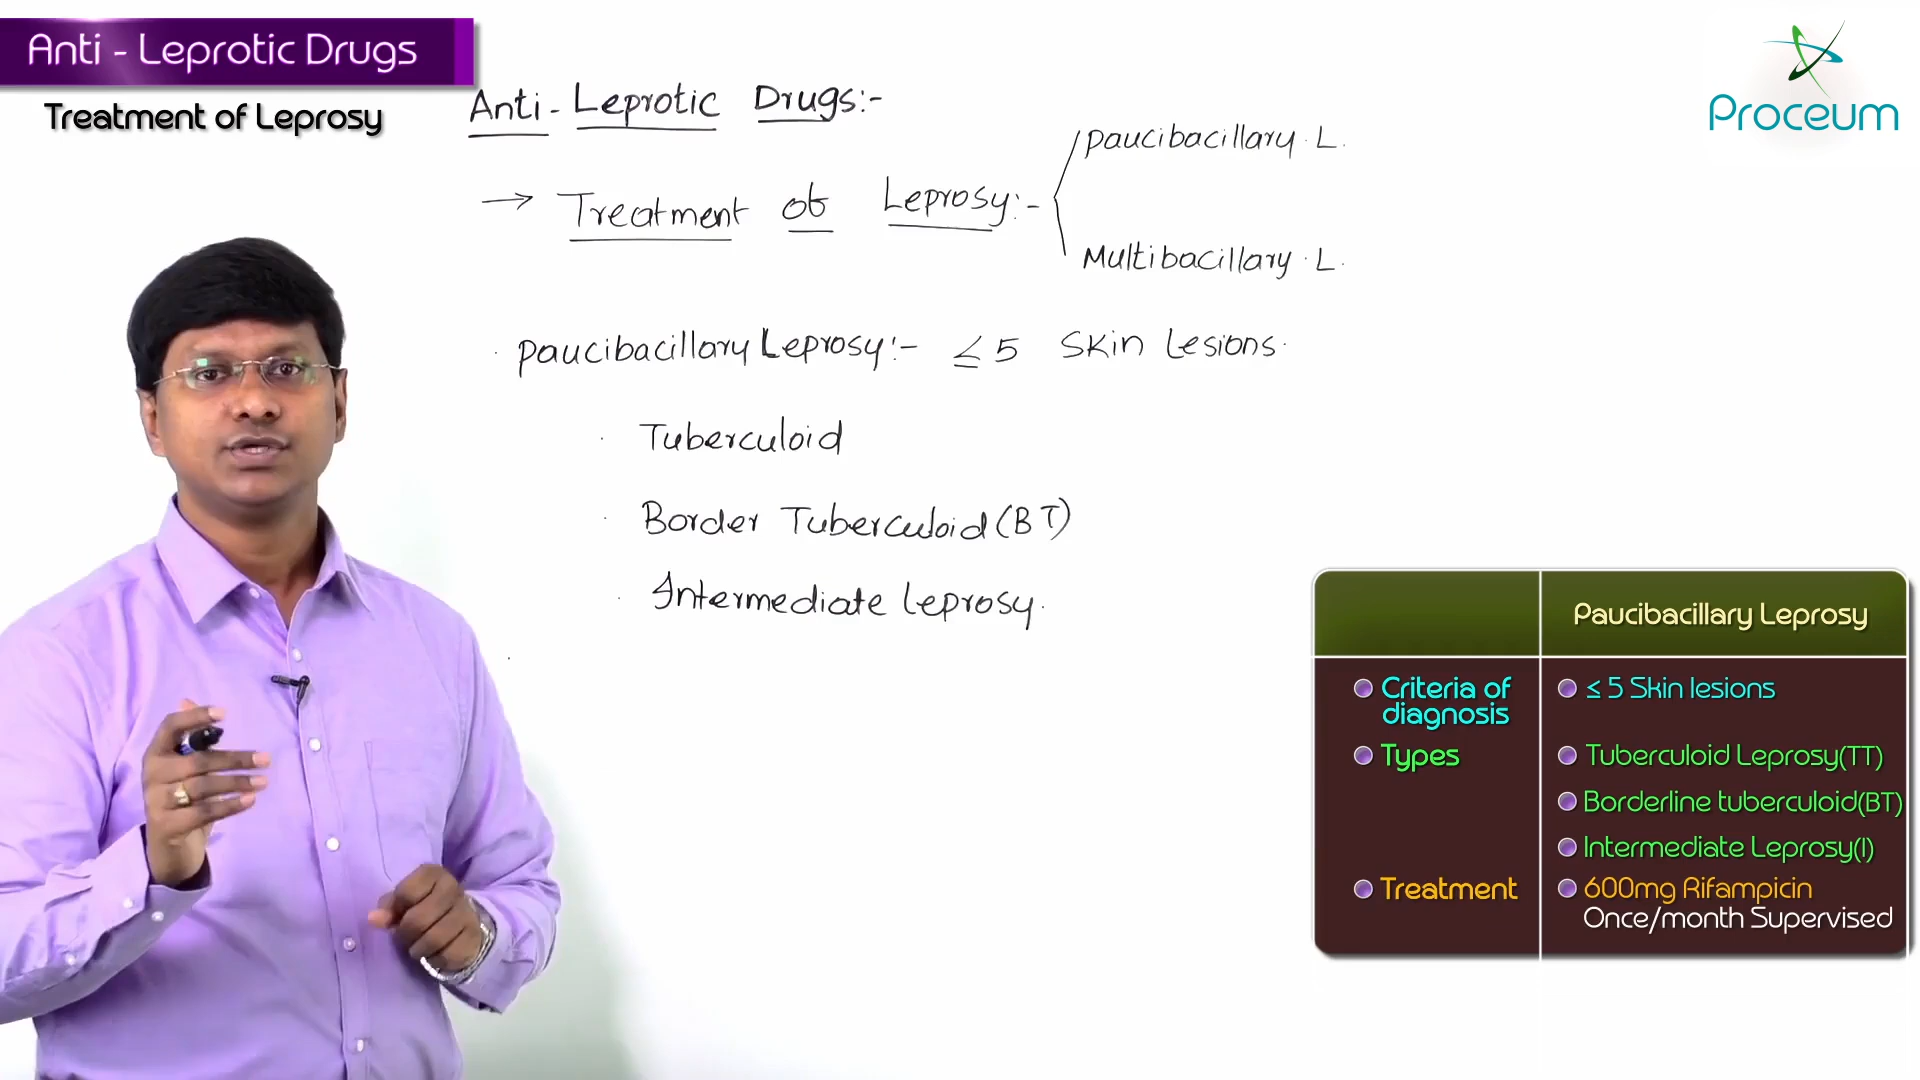 Anti - Leprotic Drugs
Treatment of Leprosy
Proceum
Anti - Leprotic Drugs:-
→ Treatment of Leprosy:-
Paucibacillary . L.
Multibacillary . L.
Paucibacillary Leprosy:- ≤ 5 Skin Lesions.
Tuberculoid
Border Tuberculoid (BT)
Intermediate Leprosy.
Paucibacillary Leprosy
Criteria of
diagnosis
≤ 5 Skin lesions
Types
Tuberculoid Leprosy(TT)
Borderline tuberculoid(BT)
Intermediate Leprosy(I)
Treatment
600mg Rifampicin
Once/month Supervised